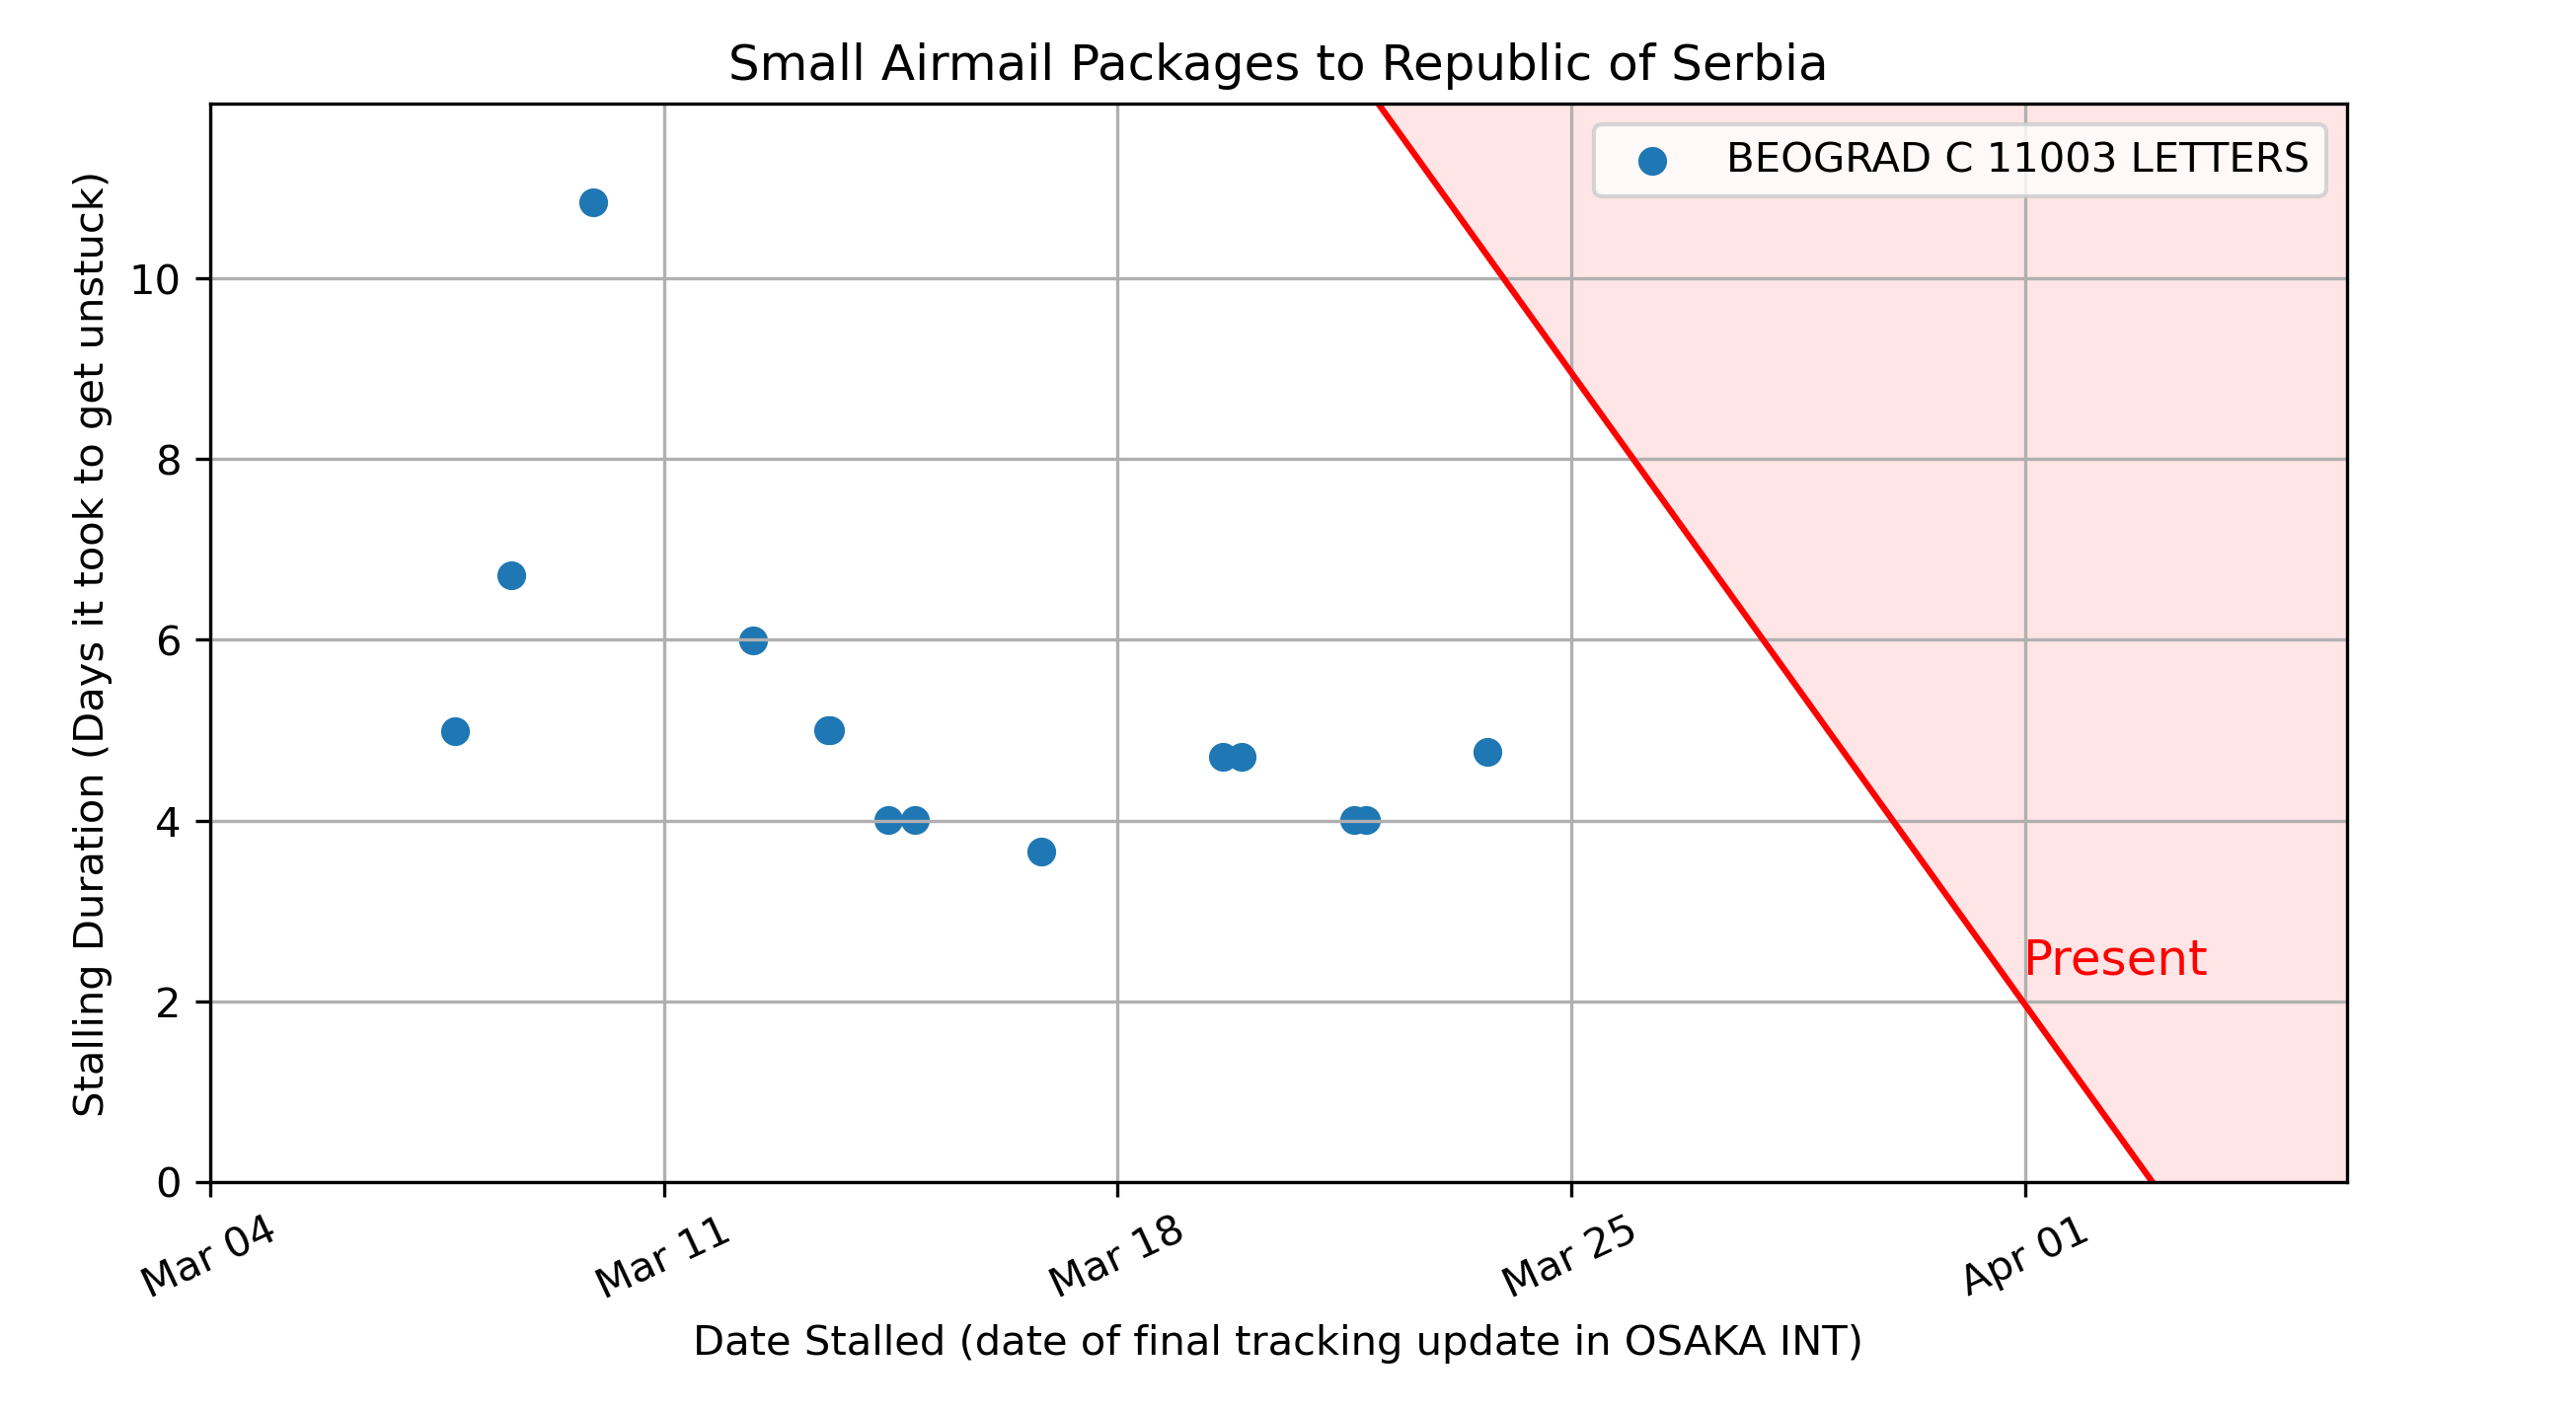 Small Airmail Packages to Republic of Serbia
BEOGRAD C 11003 LETTERS
Stalling Duration (Days it took to get unstuck)
10
8
6
4
2
0
Present
Mar 04
Mar 11
Mar 18
Mar 25
Apr 01
Date Stalled (date of final tracking update in OSAKA INT)